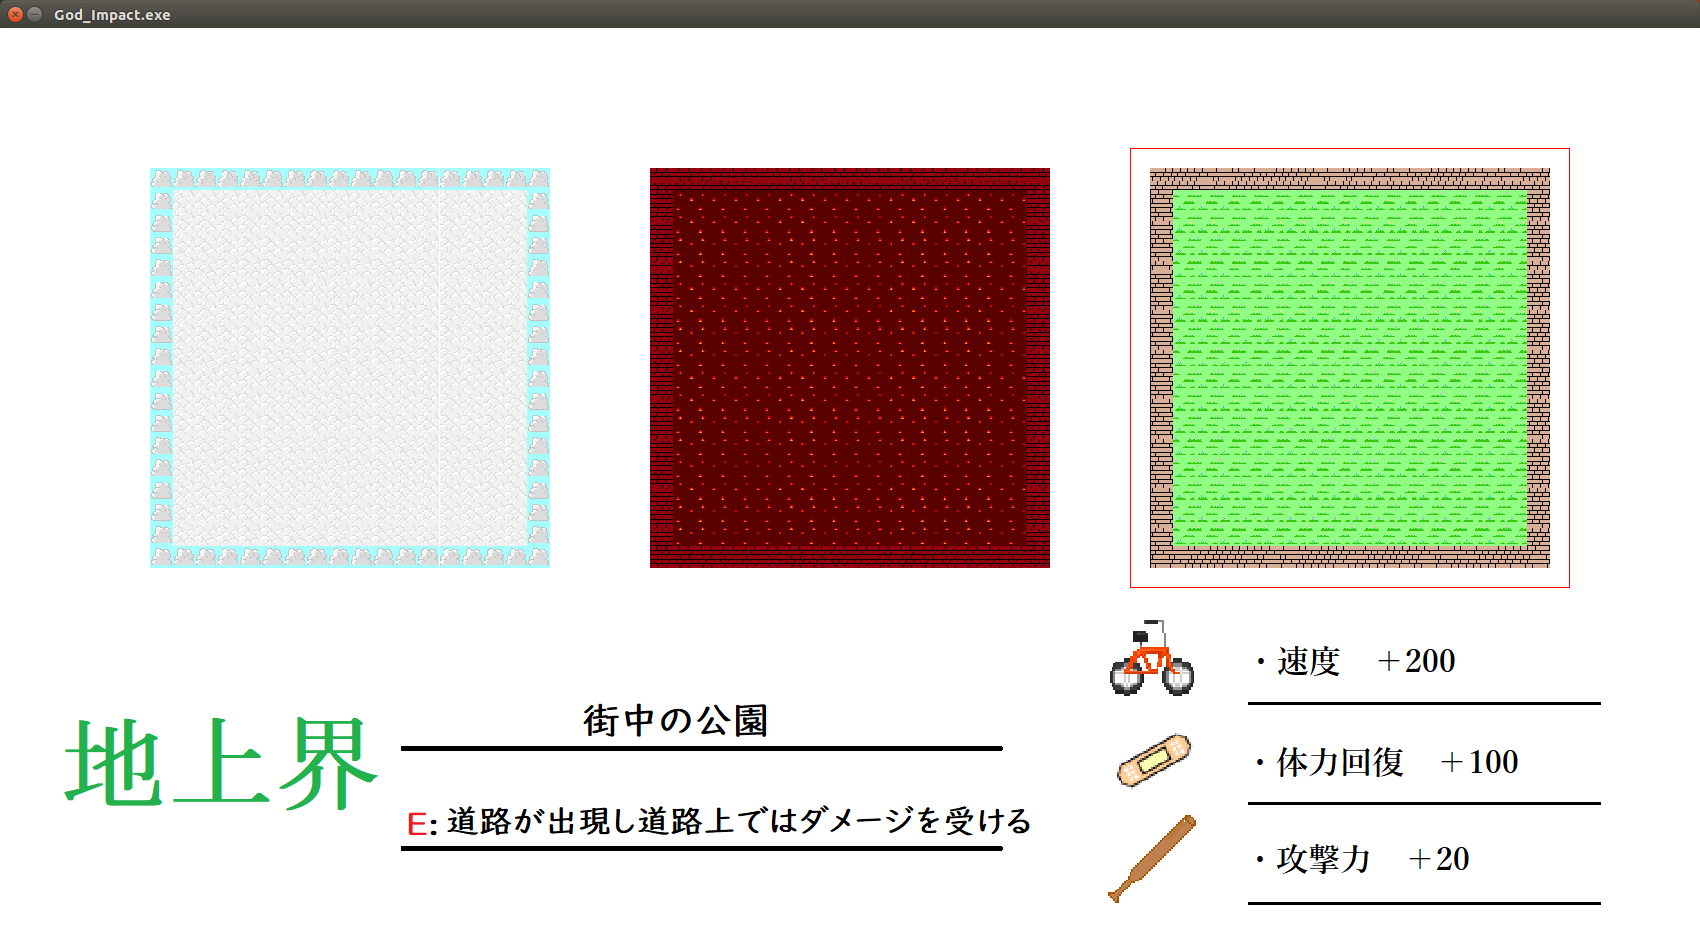 God_Impact.exe
地上界
街中の公園
E: 道路が出現し道路上ではダメージを受ける
・速度　＋200
・体力回復　＋100
・攻撃力　＋20